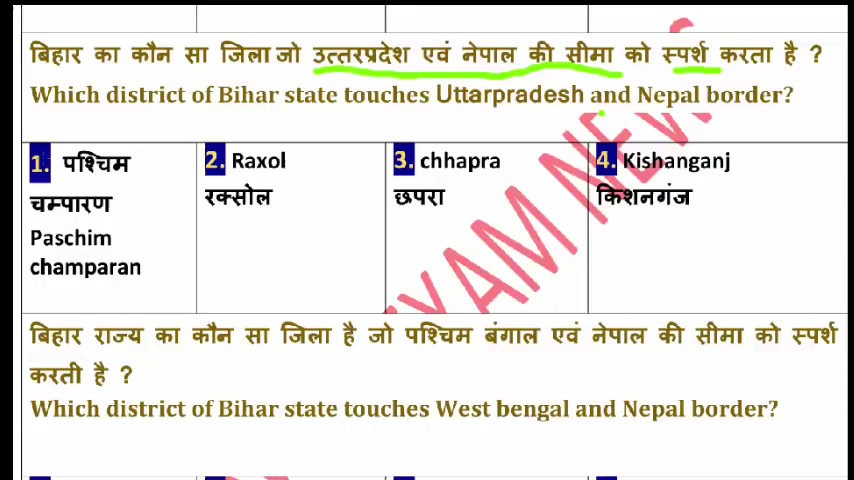 बिहार का कौन सा जिला जो उत्तरप्रदेश एवं नेपाल की सीमा को स्पर्श करता है ?
Which district of Bihar state touches Uttarpradesh and Nepal border?
1. पश्चिम
चम्पारण
Paschim
champaran
2. Raxol
रक्सोल
3. chhapra
छपरा
4. Kishanganj
किशनगंज
बिहार राज्य का कौन सा जिला है जो पश्चिम बंगाल एवं नेपाल की सीमा को स्पर्श
करती है ?
Which district of Bihar state touches West bengal and Nepal border?
EXAM NEWS